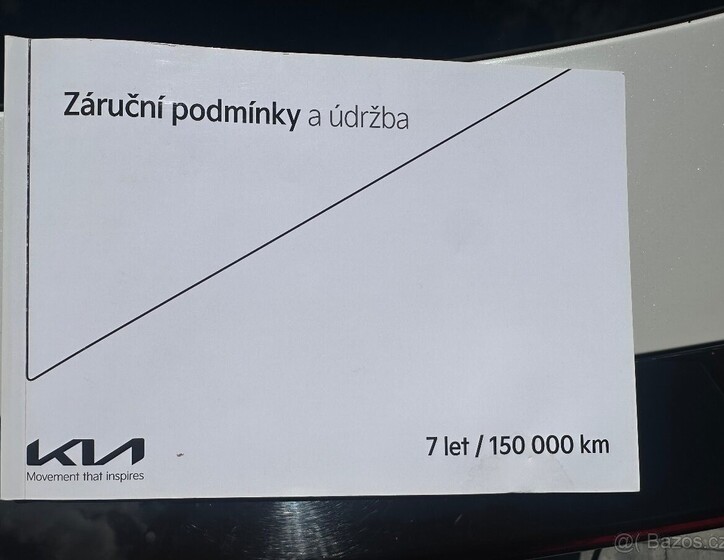 Záruční podmínky a údržba
KIA
Movement that inspires
7 let / 150 000 km
@( Bazos.cz